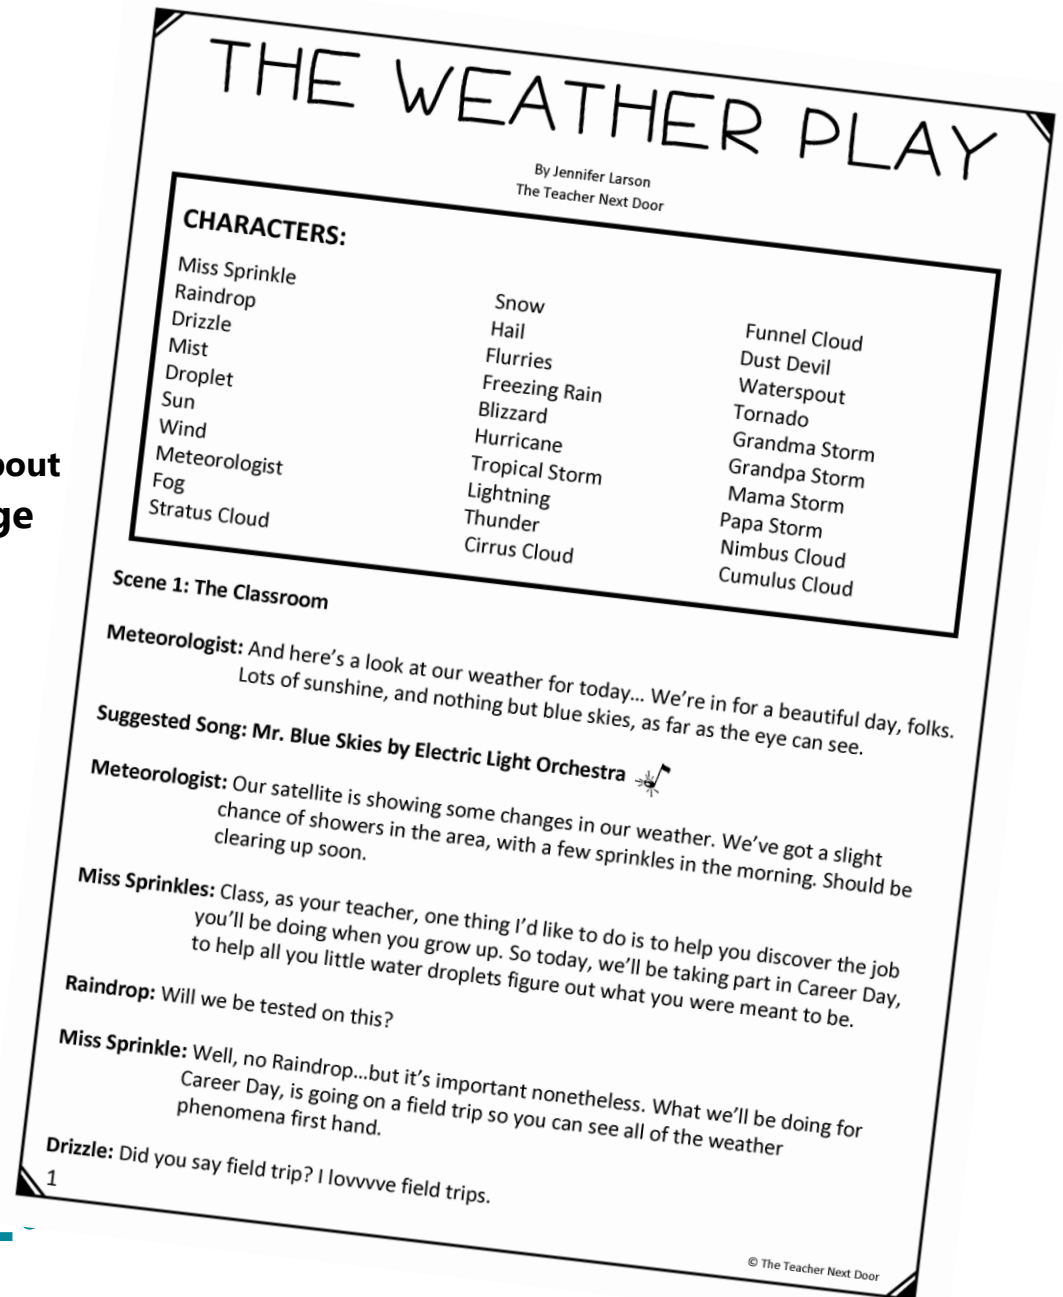 THE WEATHER PLAY
By Jennifer Larson
The Teacher Next Door
CHARACTERS:
Miss Sprinkle
Raindrop
Drizzle
Mist
Droplet
Sun
Wind
Meteorologist
Fog
Stratus Cloud
Snow
Hail
Flurries
Freezing Rain
Blizzard
Hurricane
Tropical Storm
Lightning
Thunder
Cirrus Cloud
Funnel Cloud
Dust Devil
Waterspout
Tornado
Grandma Storm
Grandpa Storm
Mama Storm
Papa Storm
Nimbus Cloud
Cumulus Cloud
Scene 1: The Classroom
Meteorologist: And here's a look at our weather for today... We're in for a beautiful day, folks.
Lots of sunshine, and nothing but blue skies, as far as the eye can see.
Suggested Song: Mr. Blue Skies by Electric Light Orchestra
Meteorologist: Our satellite is showing some changes in our weather. We've got a slight
chance of showers in the area, with a few sprinkles in the morning. Should be
clearing up soon.
Miss Sprinkles: Class, as your teacher, one thing I'd like to do is to help you discover the job
you'll be doing when you grow up. So today, we'll be taking part in Career Day,
to help all you little water droplets figure out what you were meant to be.
Raindrop: Will we be tested on this?
Miss Sprinkle: Well, no Raindrop...but it's important nonetheless. What we'll be doing for
Career Day, is going on a field trip so you can see all of the weather
phenomena first hand.
Drizzle: Did you say field trip? I lovvvve field trips.
1
© The Teacher Next Door